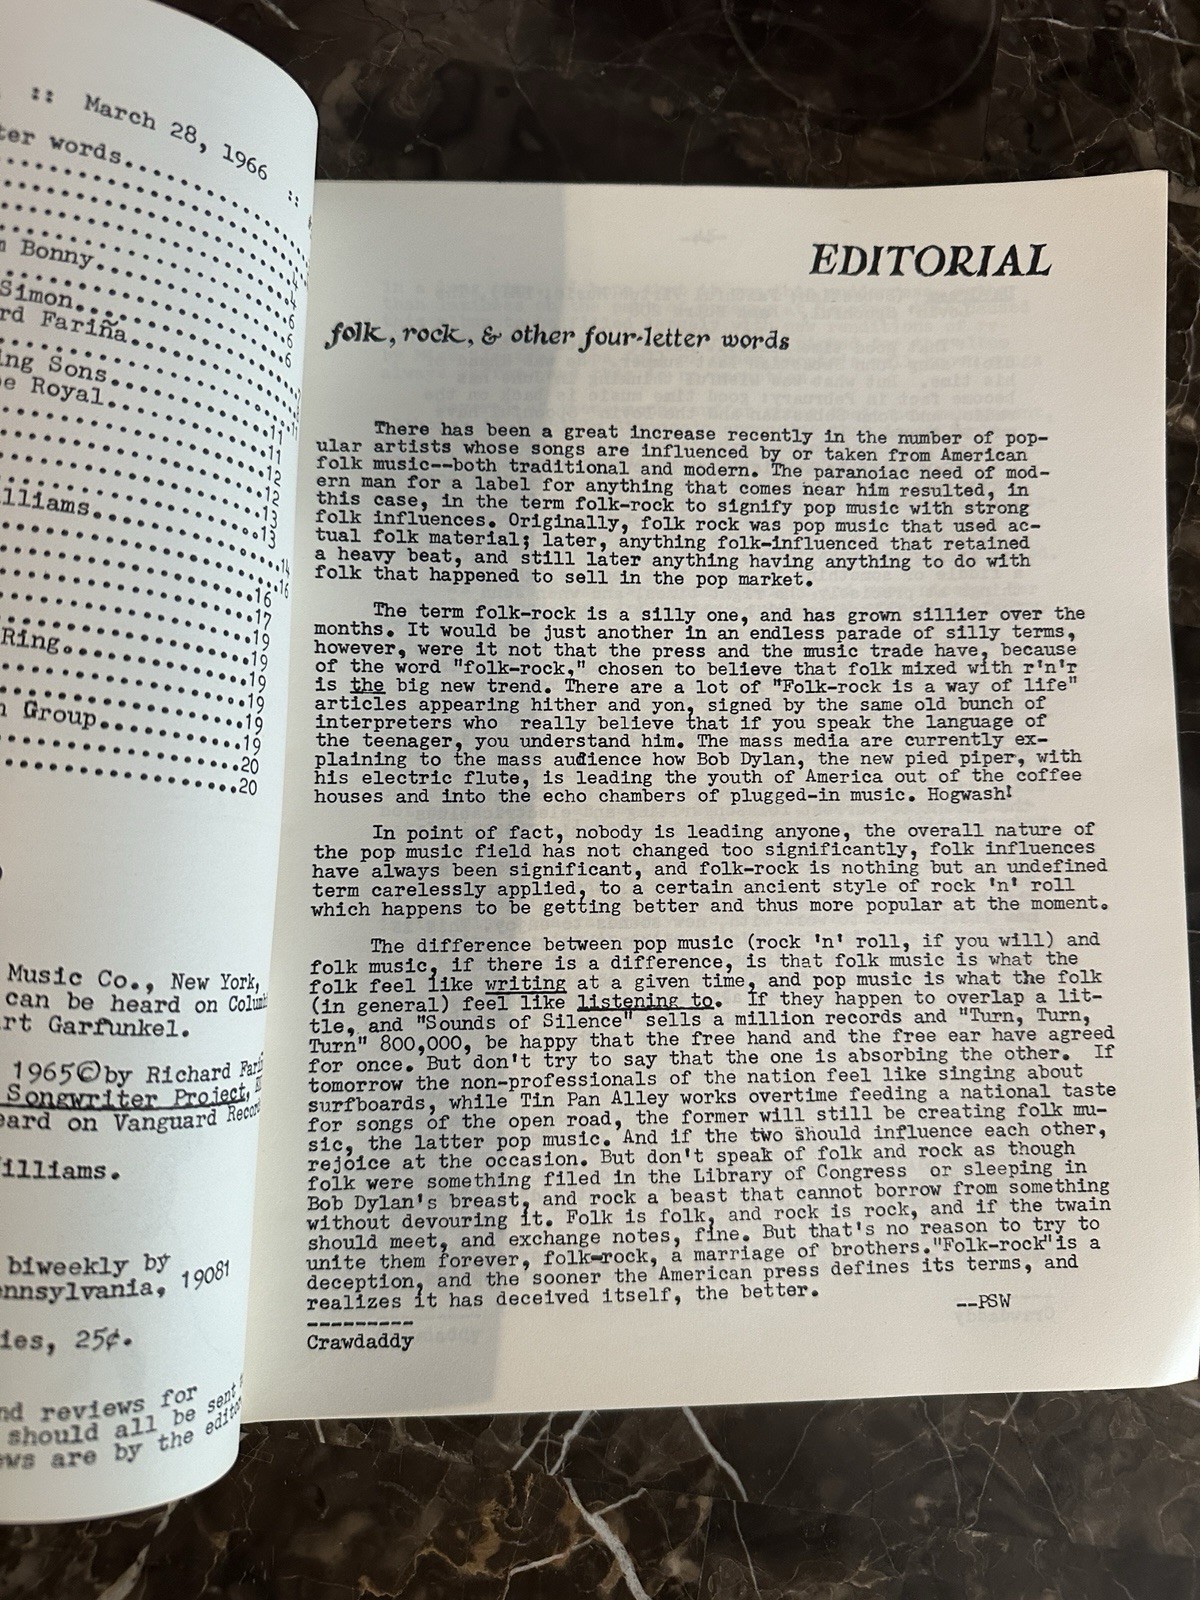 :: March 28, 1966 ::
ter words
4
Bonny 4
Simon 6
rd Fariña 6
6
ing Sons
e Royal 11
11
11
12
12
lliams 13
13
14
16
16
17
19
Ring 19
19
19
n Group 19
19
20
20
Music Co., New York,
can be heard on
rt Garfunkel.
1965© by Richard
Songwriter Project,
eard on Vanguard
illiams.
biweekly by
ennsylvania, 19081
ies, 25¢.
nd reviews for
should all be sent
ews are by the
EDITORIAL
folk, rock, & other four-letter words
There has been a great increase recently in the number of pop-
ular artists whose songs are influenced by or taken from American
folk music--both traditional and modern. The paranoiac need of mod-
ern man for a label for anything that comes near him resulted, in
this case, in the term folk-rock to signify pop music with strong
folk influences. Originally, folk rock was pop music that used ac-
tual folk material; later, anything folk-influenced that retained
a heavy beat, and still later anything having anything to do with
folk that happened to sell in the pop market.
The term folk-rock is a silly one, and has grown sillier over the
months. It would be just another in an endless parade of silly terms,
however, were it not that the press and the music trade have, because
of the word "folk-rock," chosen to believe that folk mixed with r'n'r
is the big new trend. There are a lot of "Folk-rock is a way of life"
articles appearing hither and yon, signed by the same old bunch of
interpreters who really believe that if you speak the language of
the teenager, you understand him. The mass media are currently ex-
plaining to the mass audience how Bob Dylan, the new pied piper, with
his electric flute, is leading the youth of America out of the coffee
houses and into the echo chambers of plugged-in music. Hogwash!
In point of fact, nobody is leading anyone, the overall nature of
the pop music field has not changed too significantly, folk influences
have always been significant, and folk-rock is nothing but an undefined
term carelessly applied, to a certain ancient style of rock 'n' roll
which happens to be getting better and thus more popular at the moment.
The difference between pop music (rock 'n' roll, if you will) and
folk music, if there is a difference, is that folk music is what the
folk feel like writing at a given time, and pop music is what the folk
(in general) feel like listening to. If they happen to overlap a lit-
tle, and "Sounds of Silence" sells a million records and "Turn, Turn,
Turn" 800,000, be happy that the free hand and the free ear have agreed
for once. But don't try to say that the one is absorbing the other. If
tomorrow the non-professionals of the nation feel like singing about
surfboards, while Tin Pan Alley works overtime feeding a national taste
for songs of the open road, the former will still be creating folk mu-
sic, the latter pop music. And if the two should influence each other,
rejoice at the occasion. But don't speak of folk and rock as though
folk were something filed in the Library of Congress or sleeping in
Bob Dylan's breast, and rock a beast that cannot borrow from something
without devouring it. Folk is folk, and rock is rock, and if the twain
should meet, and exchange notes, fine. But that's no reason to try to
unite them forever, folk-rock, a marriage of brothers."Folk-rock"is a
deception, and the sooner the American press defines its terms, and
realizes it has deceived itself, the better.
--PSW
Crawdaddy